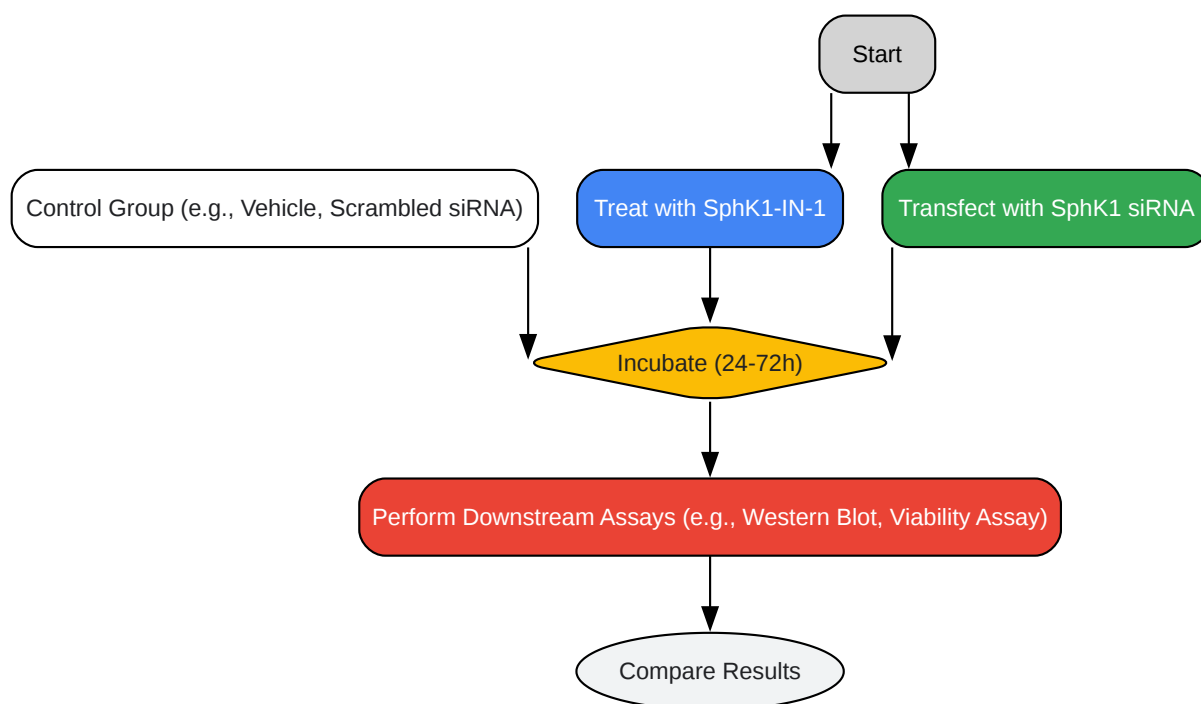 Start
Control Group (e.g., Vehicle, Scrambled siRNA)
Treat with SphK1-IN-1
Transfect with SphK1 siRNA
Incubate (24-72h)
Perform Downstream Assays (e.g., Western Blot, Viability Assay)
Compare Results